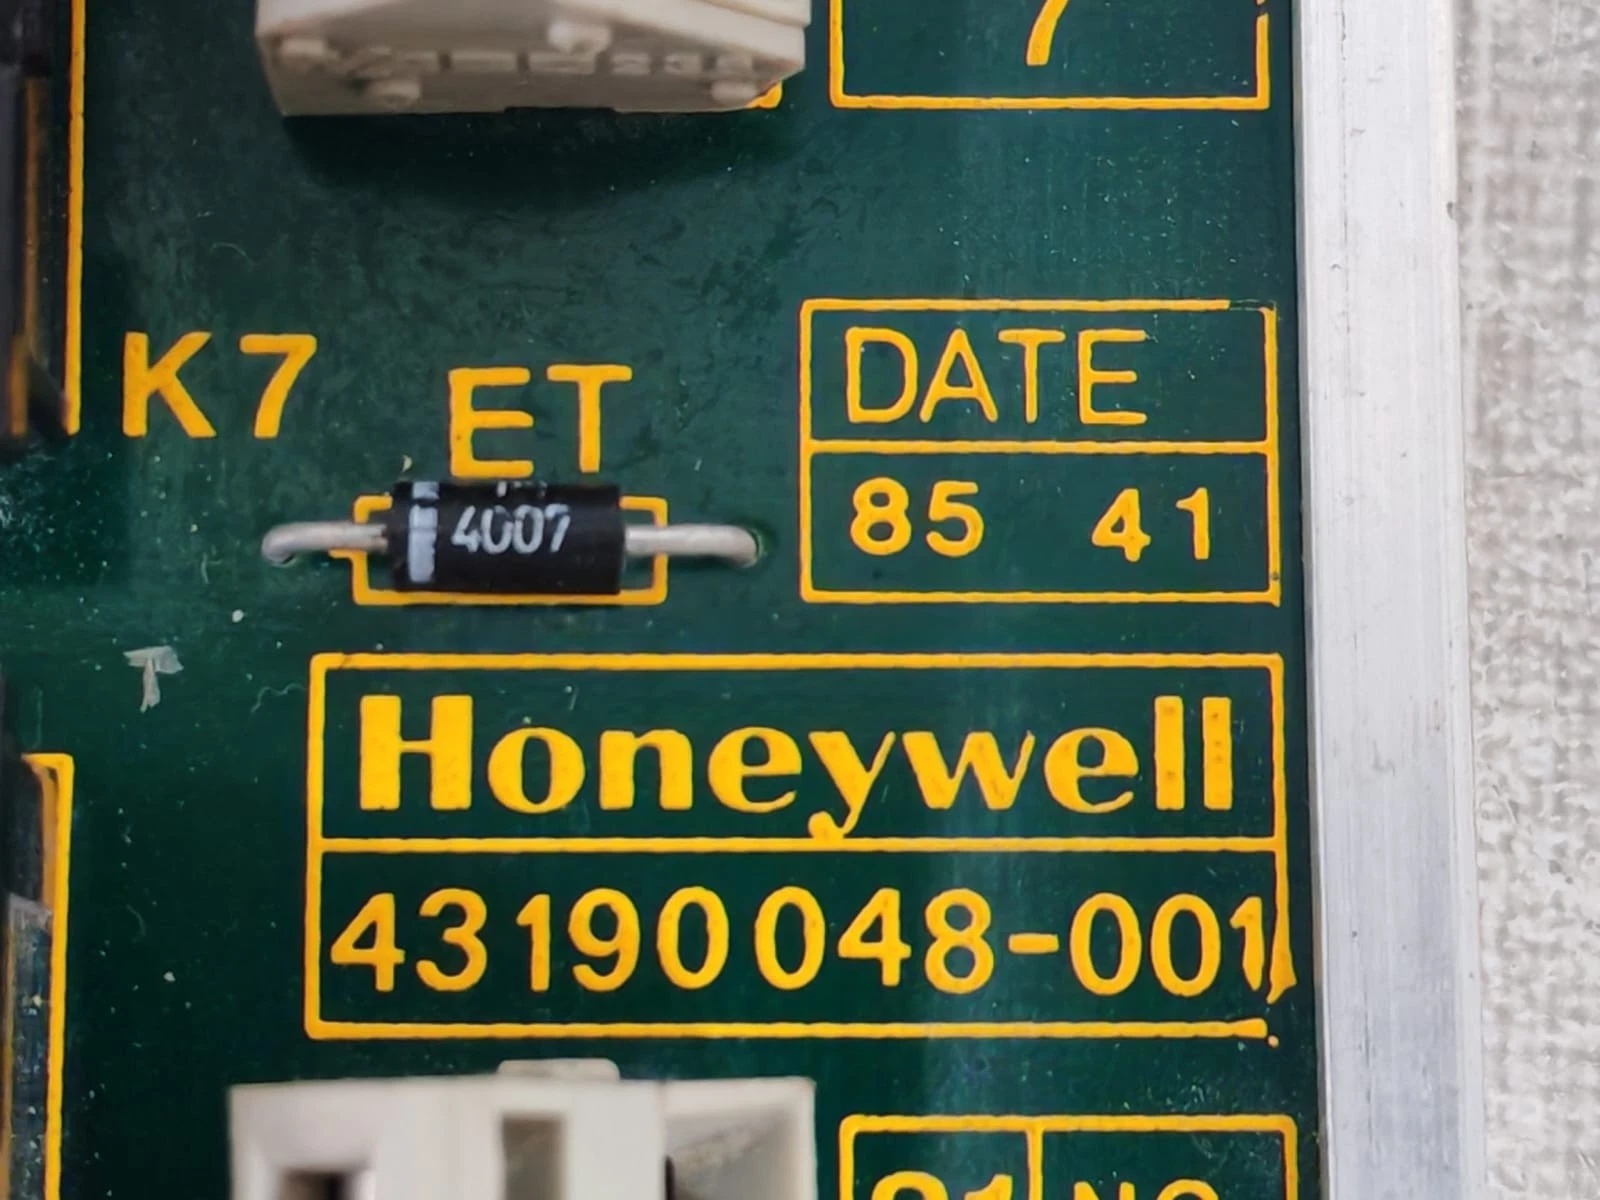 7
DATE
K7
ET
85 41
4007
Honeywell
43190048-001